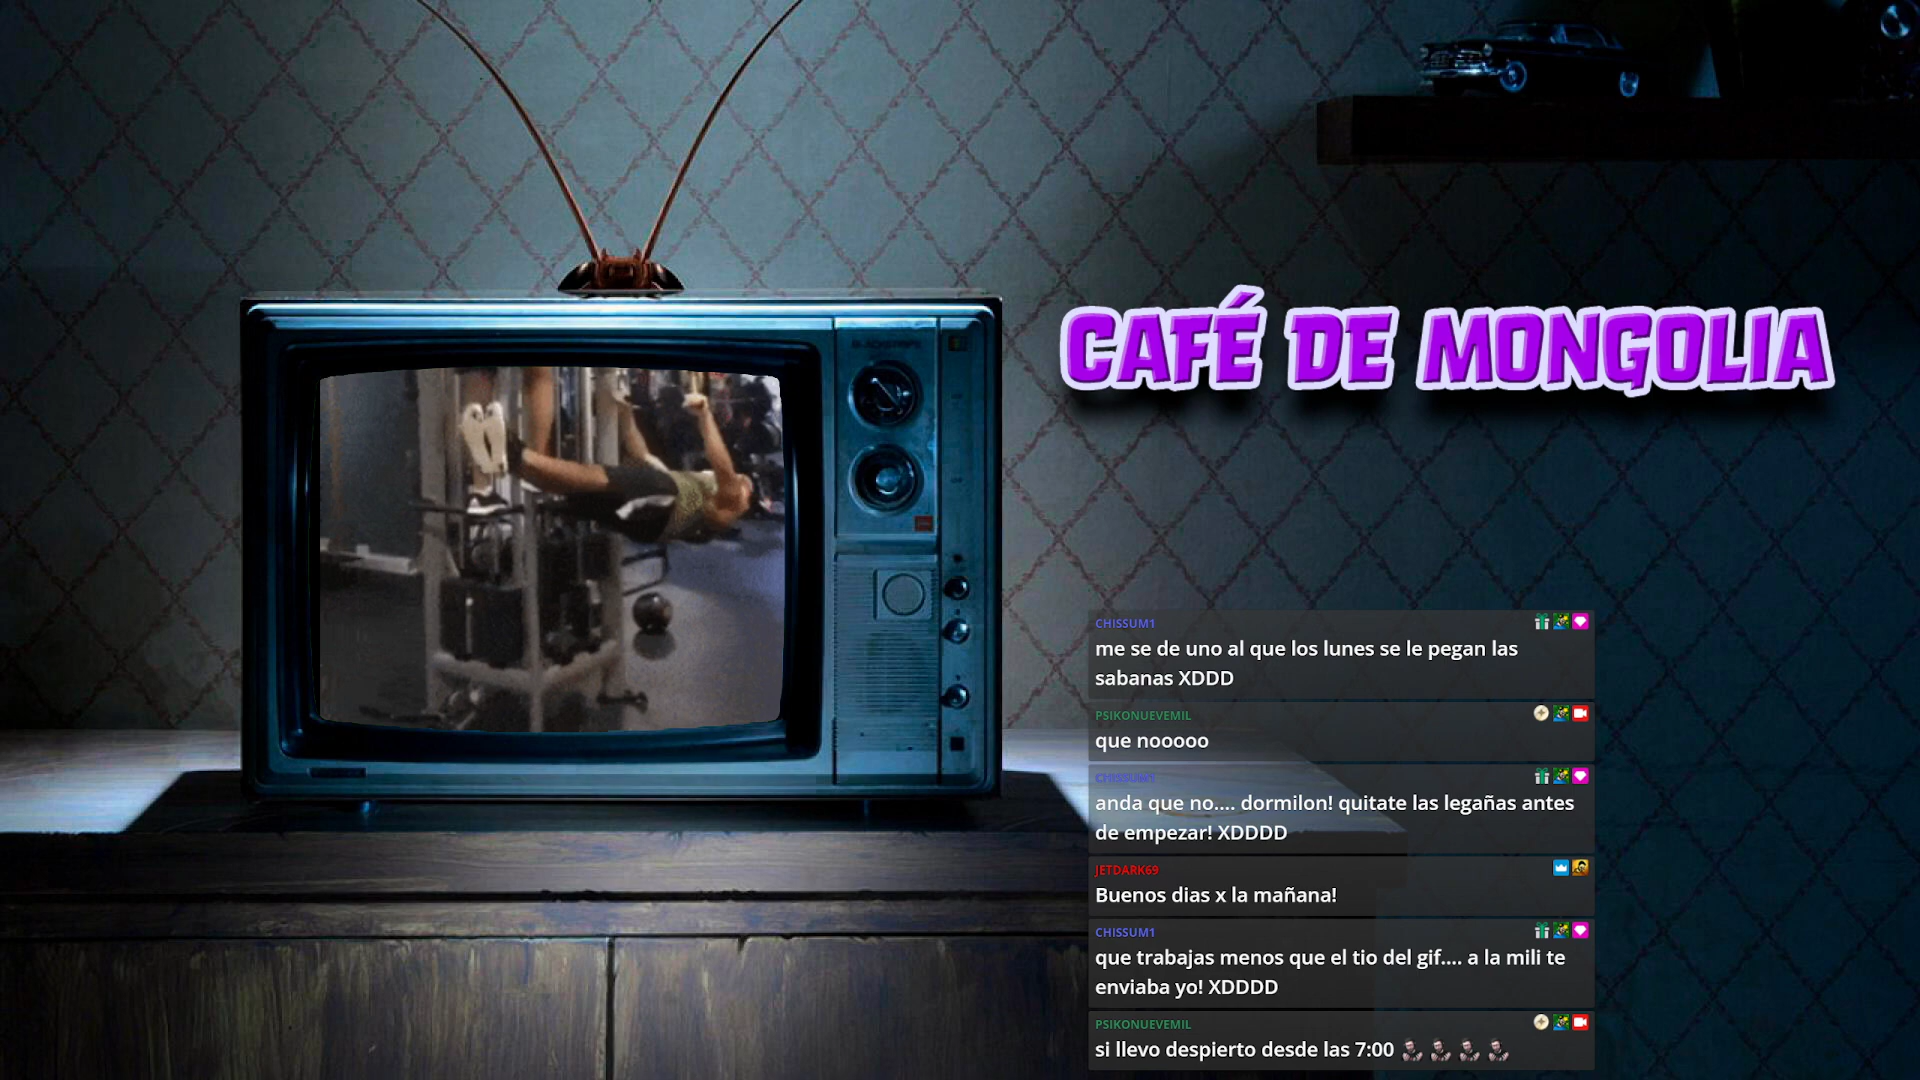 CAFÉ DE MONGOLIA
CHISSUM1
me se de uno al que los lunes se le pegan las
sabanas XDDD
PSIKONUEVEMIL
que nooooo
CHISSUM1
anda que no.... dormilon! quitate las legañas antes
de empezar! XDDDD
JETDARK69
Buenos dias x la mañana!
CHISSUM1
que trabajas menos que el tio del gif.... a la mili te
enviaba yo! XDDDD
PSIKONUEVEMIL
si llevo despierto desde las 7:00